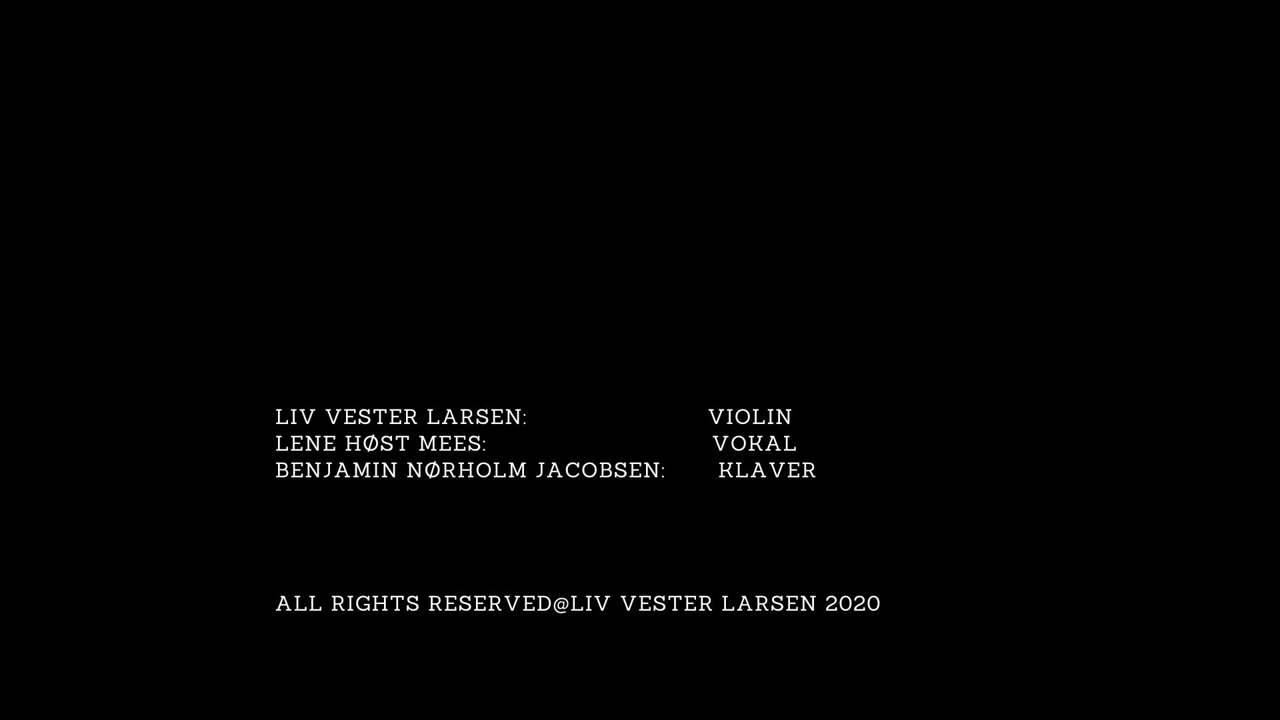 LIV VESTER LARSEN: VIOLIN
LENE HØST MEES: VOKAL
BENJAMIN NØRHOLM JACOBSEN: KLAVER
ALL RIGHTS RESERVED@LIV VESTER LARSEN 2020